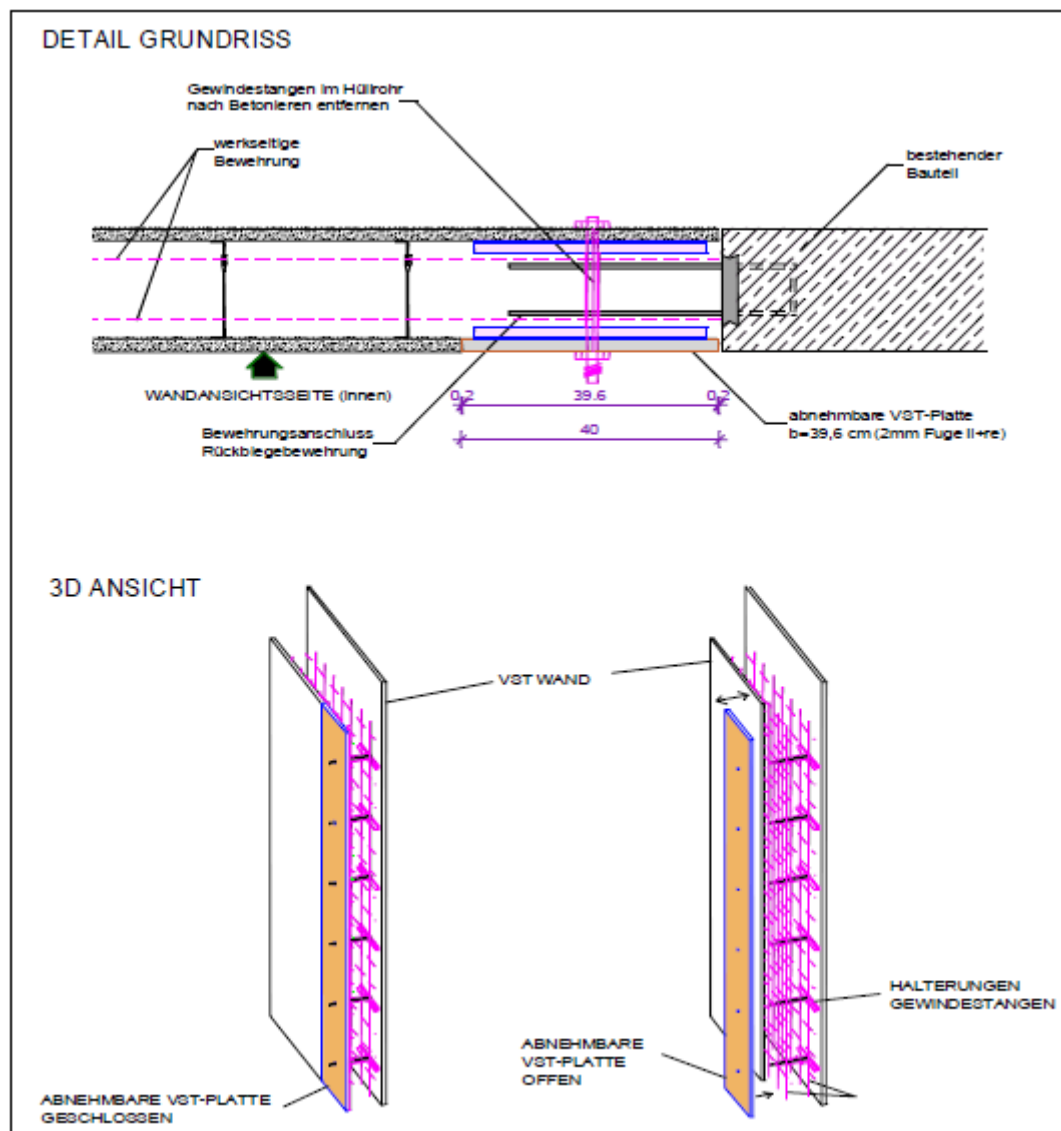 DETAIL GRUNDRISS
Gewindestangen im Hüllrohr
nach Betonieren entfernen
werkseitige
Bewehrung
bestehender
Bauteil
WANDANSICHTSSEITE (innen)
0,2
39.6
0,2
40
Bewehrungsanschluss
Rückbiegebewehrung
abnehmbare VST-Platte
b=39,6 cm (2mm Fuge li+re)
3D ANSICHT
VST WAND
HALTERUNGEN
GEWINDESTANGEN
ABNEHMBARE
VST-PLATTE
OFFEN
ABNEHMBARE VST-PLATTE
GESCHLOSSEN